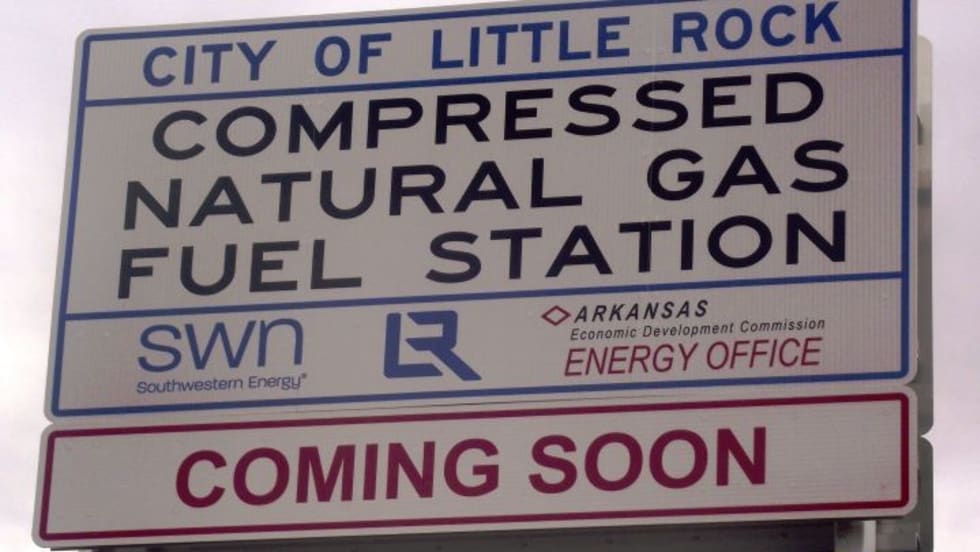 CITY OF LITTLE ROCK
COMPRESSED
NATURAL GAS
FUEL STATION
swn
Southwestern Energy®
LR
ARKANSAS
Economic Development Commission
ENERGY OFFICE
COMING SOON